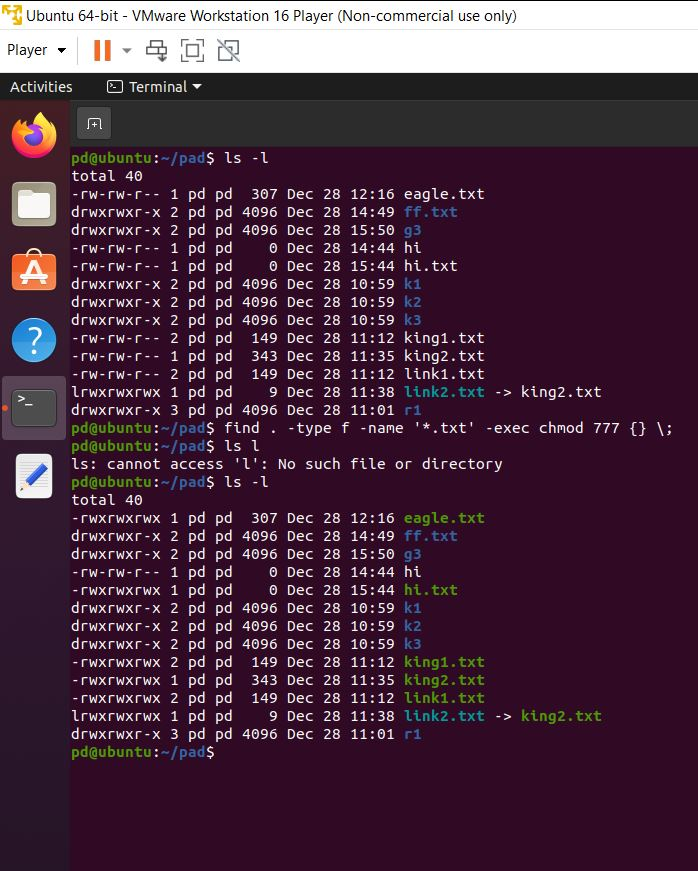 Ubuntu 64-bit - VMware Workstation 16 Player (Non-commercial use only)
Player
Activities
Terminal
pd@ubuntu:~/pad$ ls -l
total 40
-rw-rw-r-- 1 pd pd  307 Dec 28 12:16 eagle.txt
drwxrwxr-x 2 pd pd 4096 Dec 28 14:49 ff.txt
drwxrwxr-x 2 pd pd 4096 Dec 28 15:50 g3
-rw-rw-r-- 1 pd pd    0 Dec 28 14:44 hi
-rw-rw-r-- 1 pd pd    0 Dec 28 15:44 hi.txt
drwxrwxr-x 2 pd pd 4096 Dec 28 10:59 k1
drwxrwxr-x 2 pd pd 4096 Dec 28 10:59 k2
drwxrwxr-x 2 pd pd 4096 Dec 28 10:59 k3
-rw-rw-r-- 2 pd pd  149 Dec 28 11:12 king1.txt
-rw-rw-r-- 1 pd pd  343 Dec 28 11:35 king2.txt
-rw-rw-r-- 2 pd pd  149 Dec 28 11:12 link1.txt
lrwxrwxrwx 1 pd pd    9 Dec 28 11:38 link2.txt -> king2.txt
drwxrwxr-x 3 pd pd 4096 Dec 28 11:01 r1
pd@ubuntu:~/pad$ find . -type f -name '*.txt' -exec chmod 777 {} \;
pd@ubuntu:~/pad$ ls l
ls: cannot access 'l': No such file or directory
pd@ubuntu:~/pad$ ls -l
total 40
-rwxrwxrwx 1 pd pd  307 Dec 28 12:16 eagle.txt
drwxrwxr-x 2 pd pd 4096 Dec 28 14:49 ff.txt
drwxrwxr-x 2 pd pd 4096 Dec 28 15:50 g3
-rw-rw-r-- 1 pd pd    0 Dec 28 14:44 hi
-rwxrwxrwx 1 pd pd    0 Dec 28 15:44 hi.txt
drwxrwxr-x 2 pd pd 4096 Dec 28 10:59 k1
drwxrwxr-x 2 pd pd 4096 Dec 28 10:59 k2
drwxrwxr-x 2 pd pd 4096 Dec 28 10:59 k3
-rwxrwxrwx 2 pd pd  149 Dec 28 11:12 king1.txt
-rwxrwxrwx 1 pd pd  343 Dec 28 11:35 king2.txt
-rwxrwxrwx 2 pd pd  149 Dec 28 11:12 link1.txt
lrwxrwxrwx 1 pd pd    9 Dec 28 11:38 link2.txt -> king2.txt
drwxrwxr-x 3 pd pd 4096 Dec 28 11:01 r1
pd@ubuntu:~/pad$